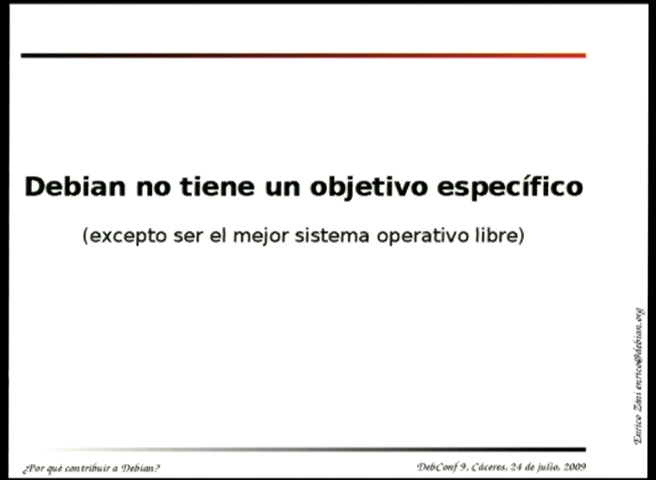 Debian no tiene un objetivo específico
(excepto ser el mejor sistema operativo libre)
Enrico Zini enrico@debian.org
¿Por qué contribuir a Debian?
DebConf 9, Cáceres, 24 de julio, 2009